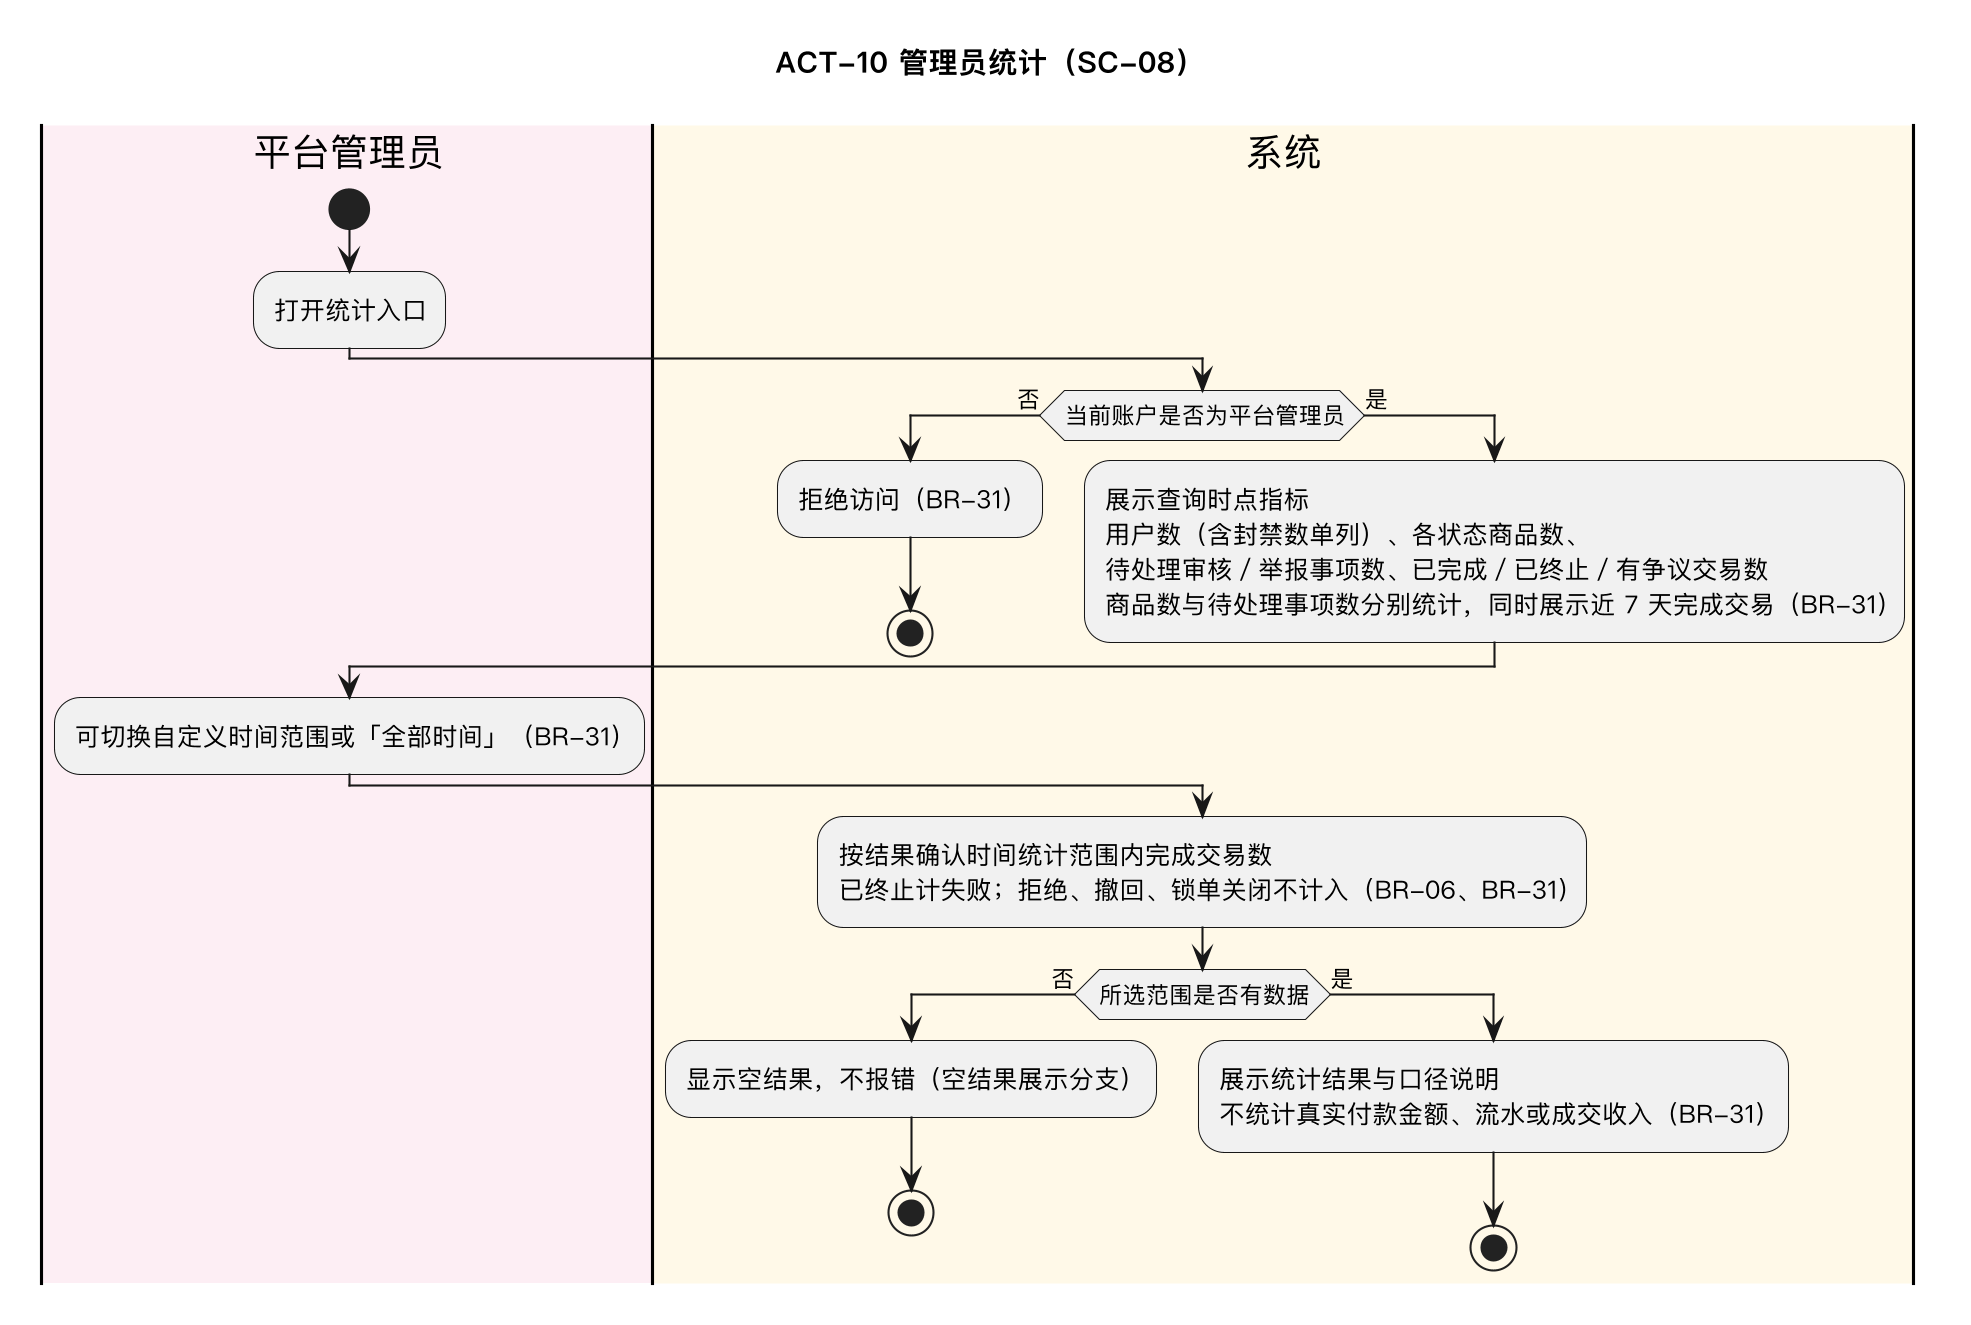 ACT-10 管理员统计（SC-08）
平台管理员
系统
打开统计入口
否
当前账户是否为平台管理员
是
拒绝访问（BR-31）
展示查询时点指标
用户数（含封禁数单列）、各状态商品数、
待处理审核 / 举报事项数、已完成 / 已终止 / 有争议交易数
商品数与待处理事项数分别统计，同时展示近 7 天完成交易（BR-31）
可切换自定义时间范围或「全部时间」（BR-31）
按结果确认时间统计范围内完成交易数
已终止计失败；拒绝、撤回、锁单关闭不计入（BR-06、BR-31）
否
所选范围是否有数据
是
显示空结果，不报错（空结果展示分支）
展示统计结果与口径说明
不统计真实付款金额、流水或成交收入（BR-31）